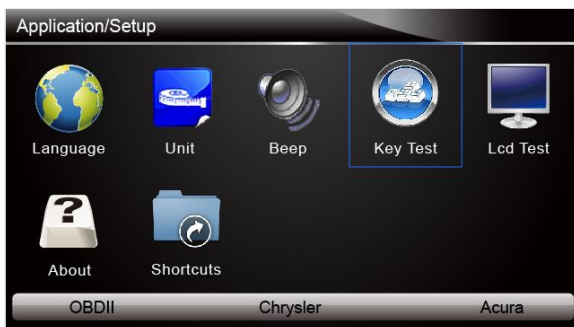 Application/Setup
Language Unit Beep Key Test Lcd Test
?
About Shortcuts
OBDII Chrysler Acura